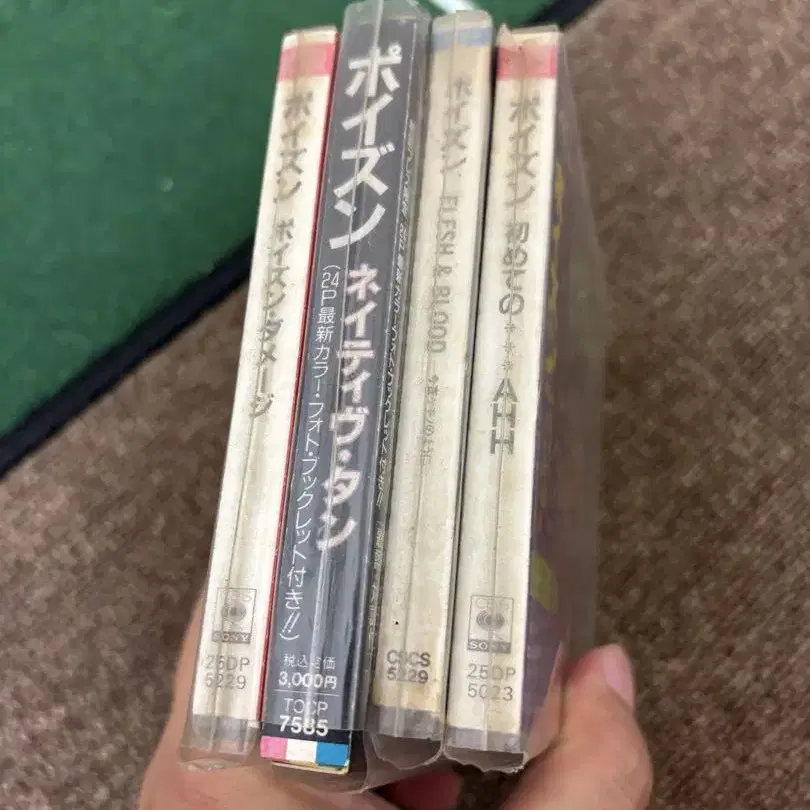 ポイズン ポイズン・ダメージ
CBS
SONY
25DP
5229
ポイズン ネイティヴ・タン
(24P最新カラー・フォト・ブックレット付き!!)
税込定価
3,000円
TOCP
7585
ポイズン FLESH & BLOOD
CSCS
5229
ポイズン 初めての***AHH
CBS
SONY
25DP
5023